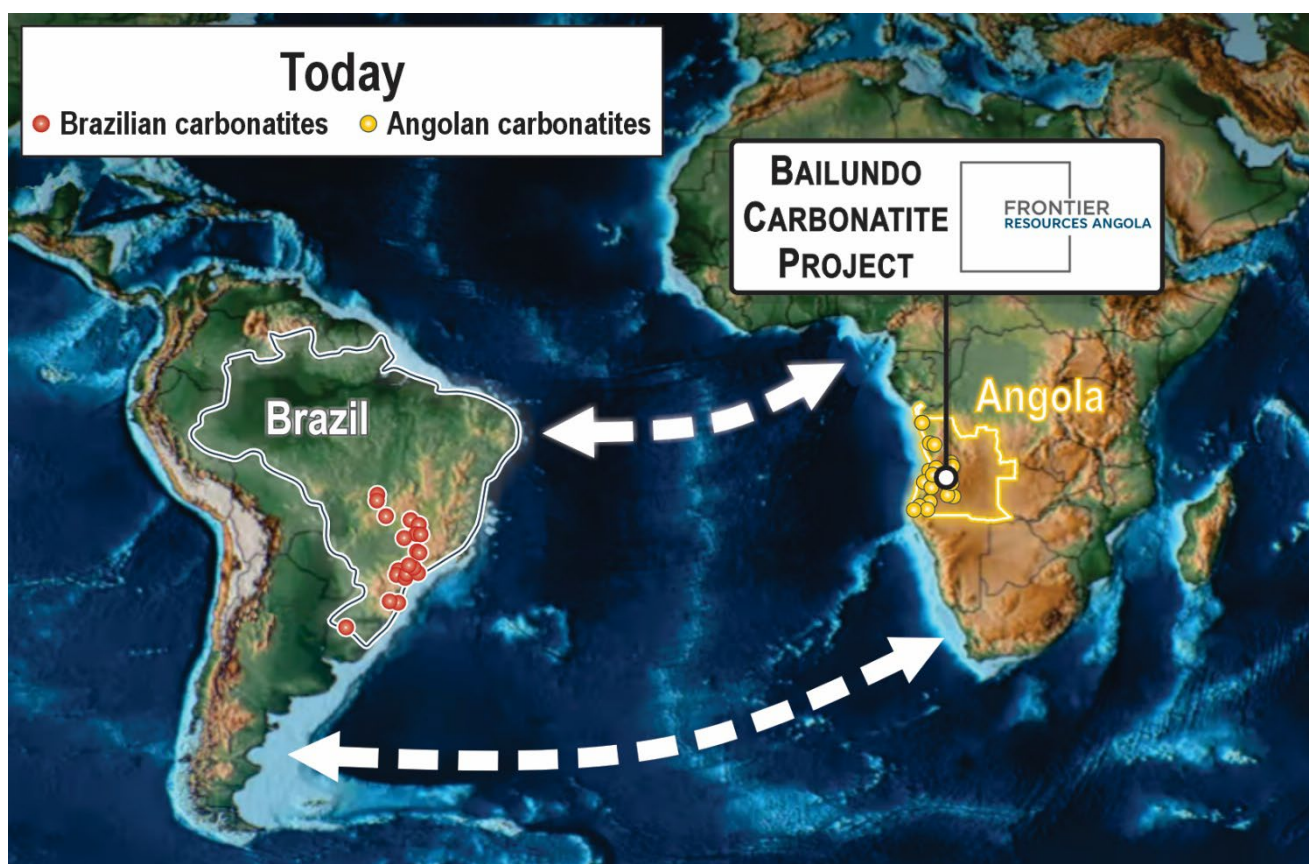 Today
Brazilian carbonatites
Angolan carbonatites
BAILUNDO
CARBONATITE
PROJECT
FRONTIER
RESOURCES ANGOLA
Brazil
Angola